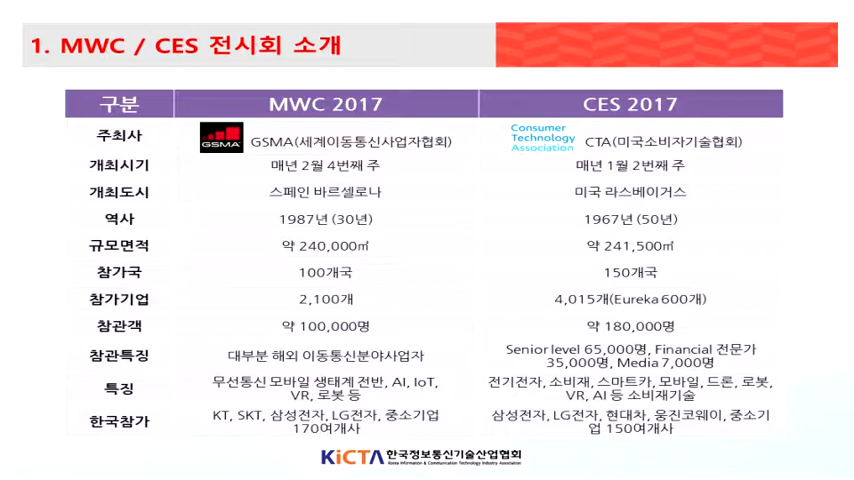 1. MWC / CES 전시회 소개
구분 MWC 2017 CES 2017
주최사 GSMA GSMA(세계이동통신사업자협회) Consumer Technology Association CTA(미국소비자기술협회)
개최시기 매년 2월 4번째 주 매년 1월 2번째 주
개최도시 스페인 바르셀로나 미국 라스베이거스
역사 1987년 (30년) 1967년 (50년)
규모면적 약 240,000㎡ 약 241,500㎡
참가국 100개국 150개국
참가기업 2,100개 4,015개(Eureka 600개)
참관객 약 100,000명 약 180,000명
참관특징 대부분 해외 이동통신분야사업자 Senior level 65,000명, Financial 전문가 35,000명, Media 7,000명
특징 무선통신 모바일 생태계 전반, AI, IoT, VR, 로봇 등 전기전자, 소비재, 스마트카, 모바일, 드론, 로봇, VR, AI 등 소비재기술
한국참가 KT, SKT, 삼성전자, LG전자, 중소기업 170여개사 삼성전자, LG전자, 현대차, 웅진코웨이, 중소기업 150여개사
KiCTA 한국정보통신기술산업협회
Korea Information & Communication Technology Industry Association